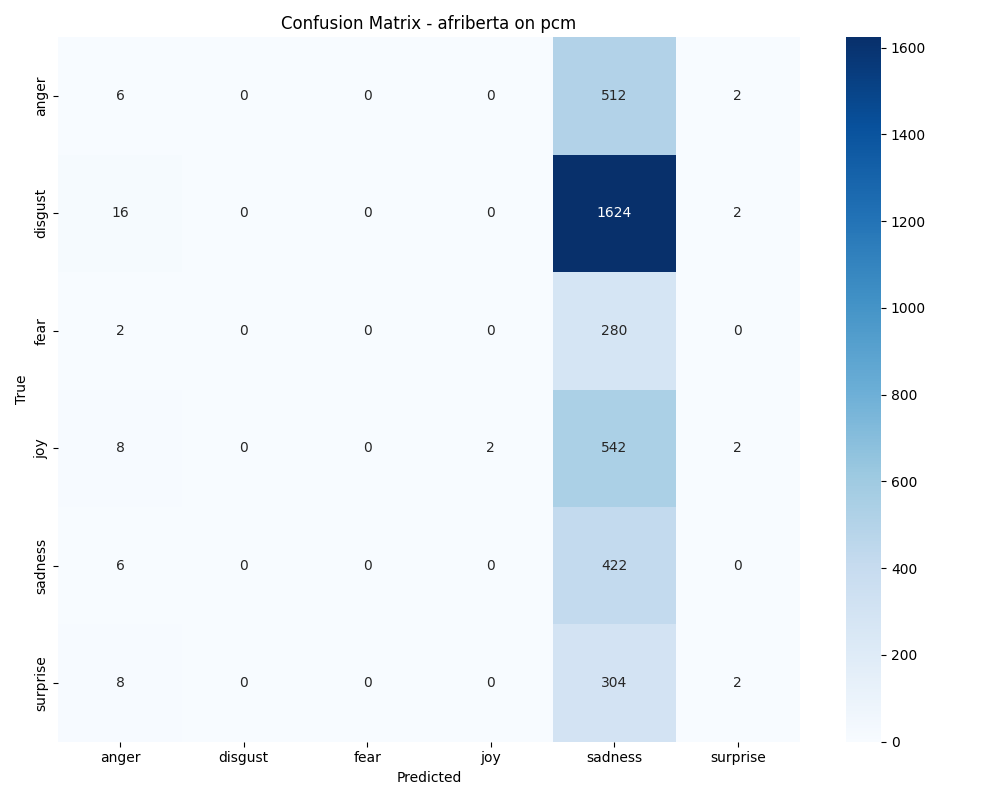 Confusion Matrix - afriberta on pcm
anger 6 0 0 0 512 2
disgust 16 0 0 0 1624 2
fear 2 0 0 0 280 0
joy 8 0 0 2 542 2
sadness 6 0 0 0 422 0
surprise 8 0 0 0 304 2
anger disgust fear joy sadness surprise
Predicted
True
1600
1400
1200
1000
800
600
400
200
0